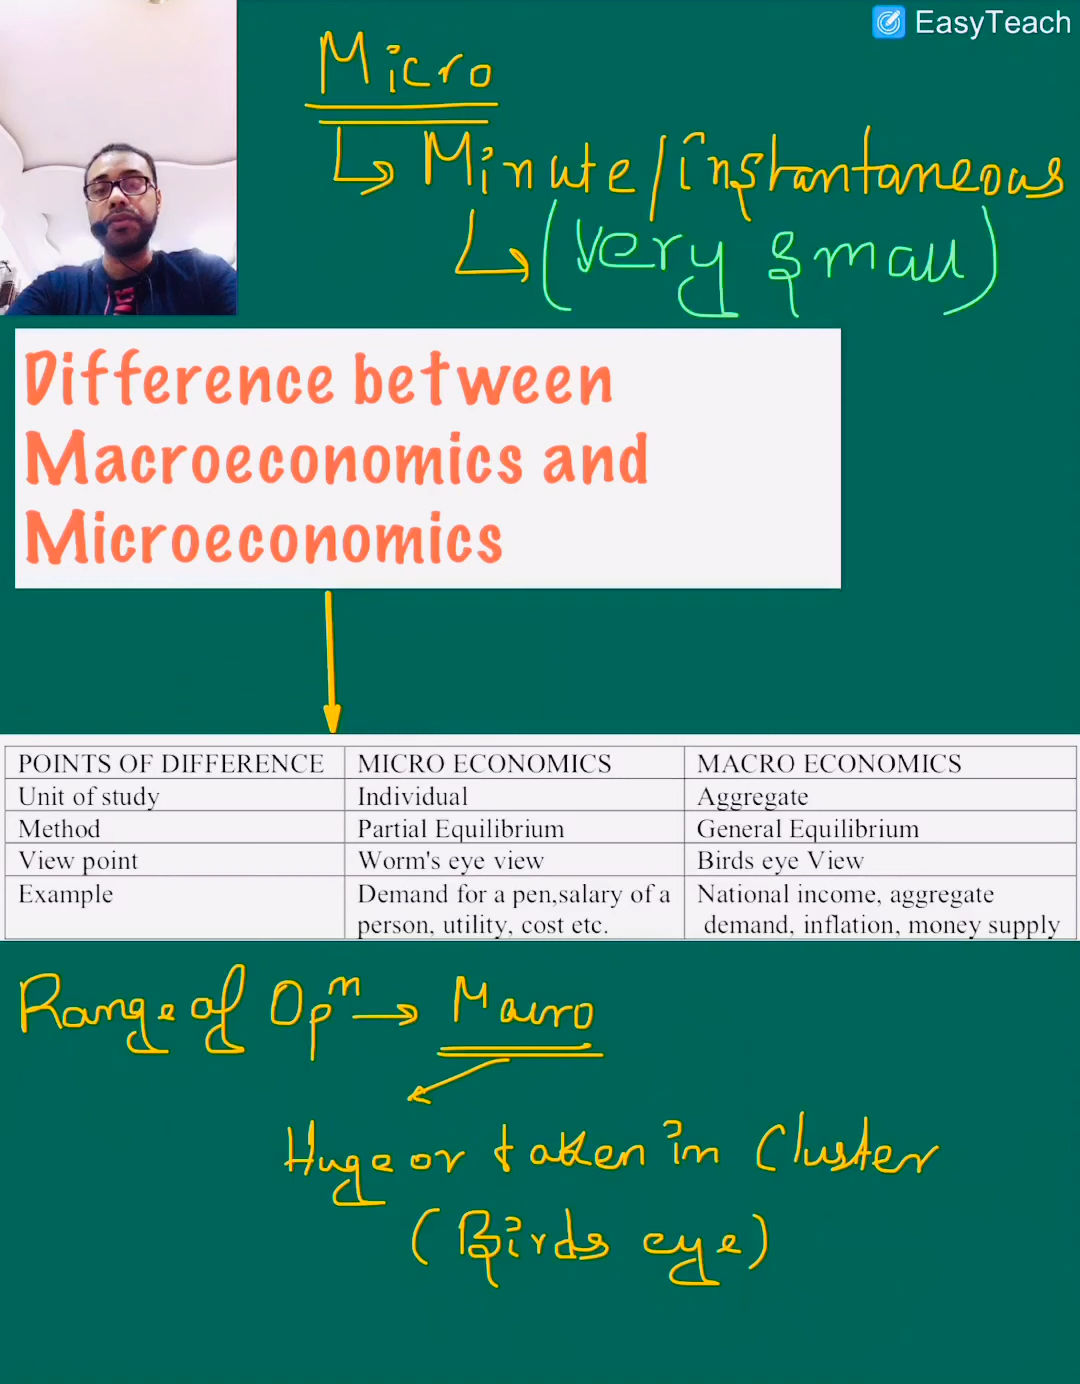 EasyTeach
Micro
Minute/instantaneous
(Very small)
Difference between
Macroeconomics and
Microeconomics
POINTS OF DIFFERENCE MICRO ECONOMICS MACRO ECONOMICS
Unit of study Individual Aggregate
Method Partial Equilibrium General Equilibrium
View point Worm's eye view Birds eye View
Example Demand for a pen,salary of a person, utility, cost etc. National income, aggregate demand, inflation, money supply
Range of Opⁿ → Macro
Huge or taken in Cluster
(Birds eye)